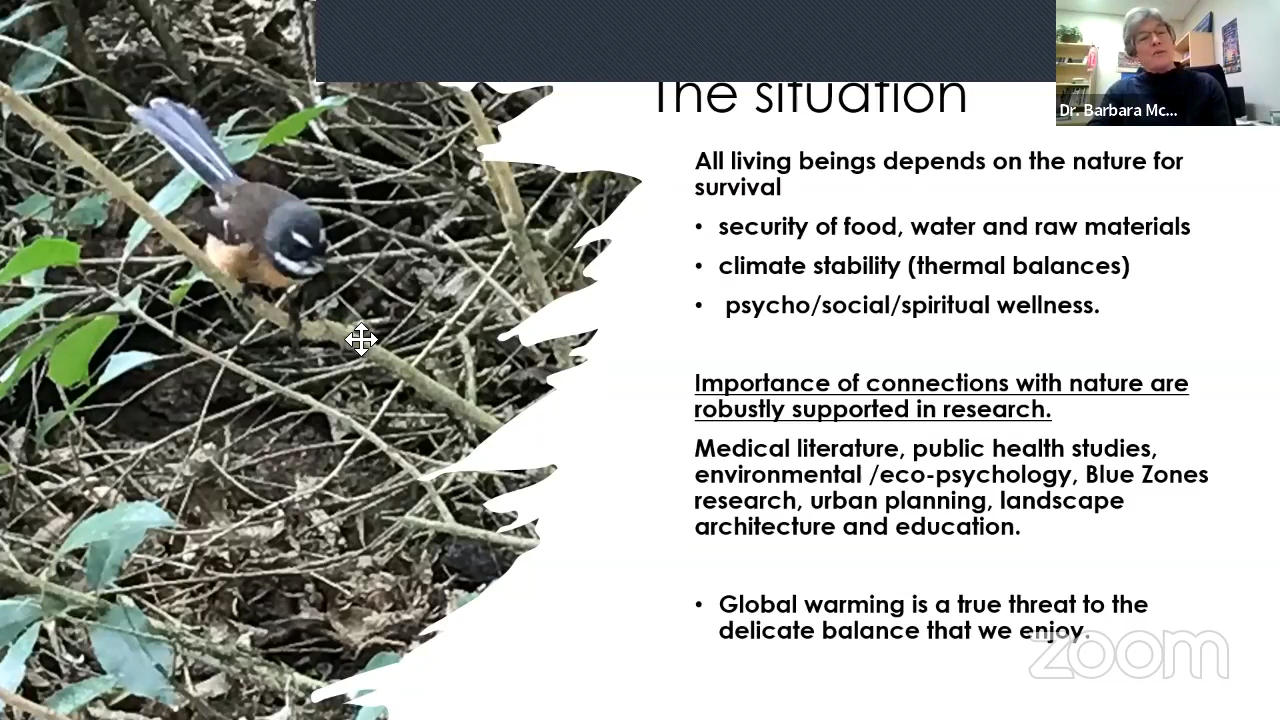 The situation
Dr. Barbara Mc...
All living beings depends on the nature for
survival
• security of food, water and raw materials
• climate stability (thermal balances)
• psycho/social/spiritual wellness.
Importance of connections with nature are
robustly supported in research.
Medical literature, public health studies,
environmental /eco-psychology, Blue Zones
research, urban planning, landscape
architecture and education.
• Global warming is a true threat to the
delicate balance that we enjoy.
zoom